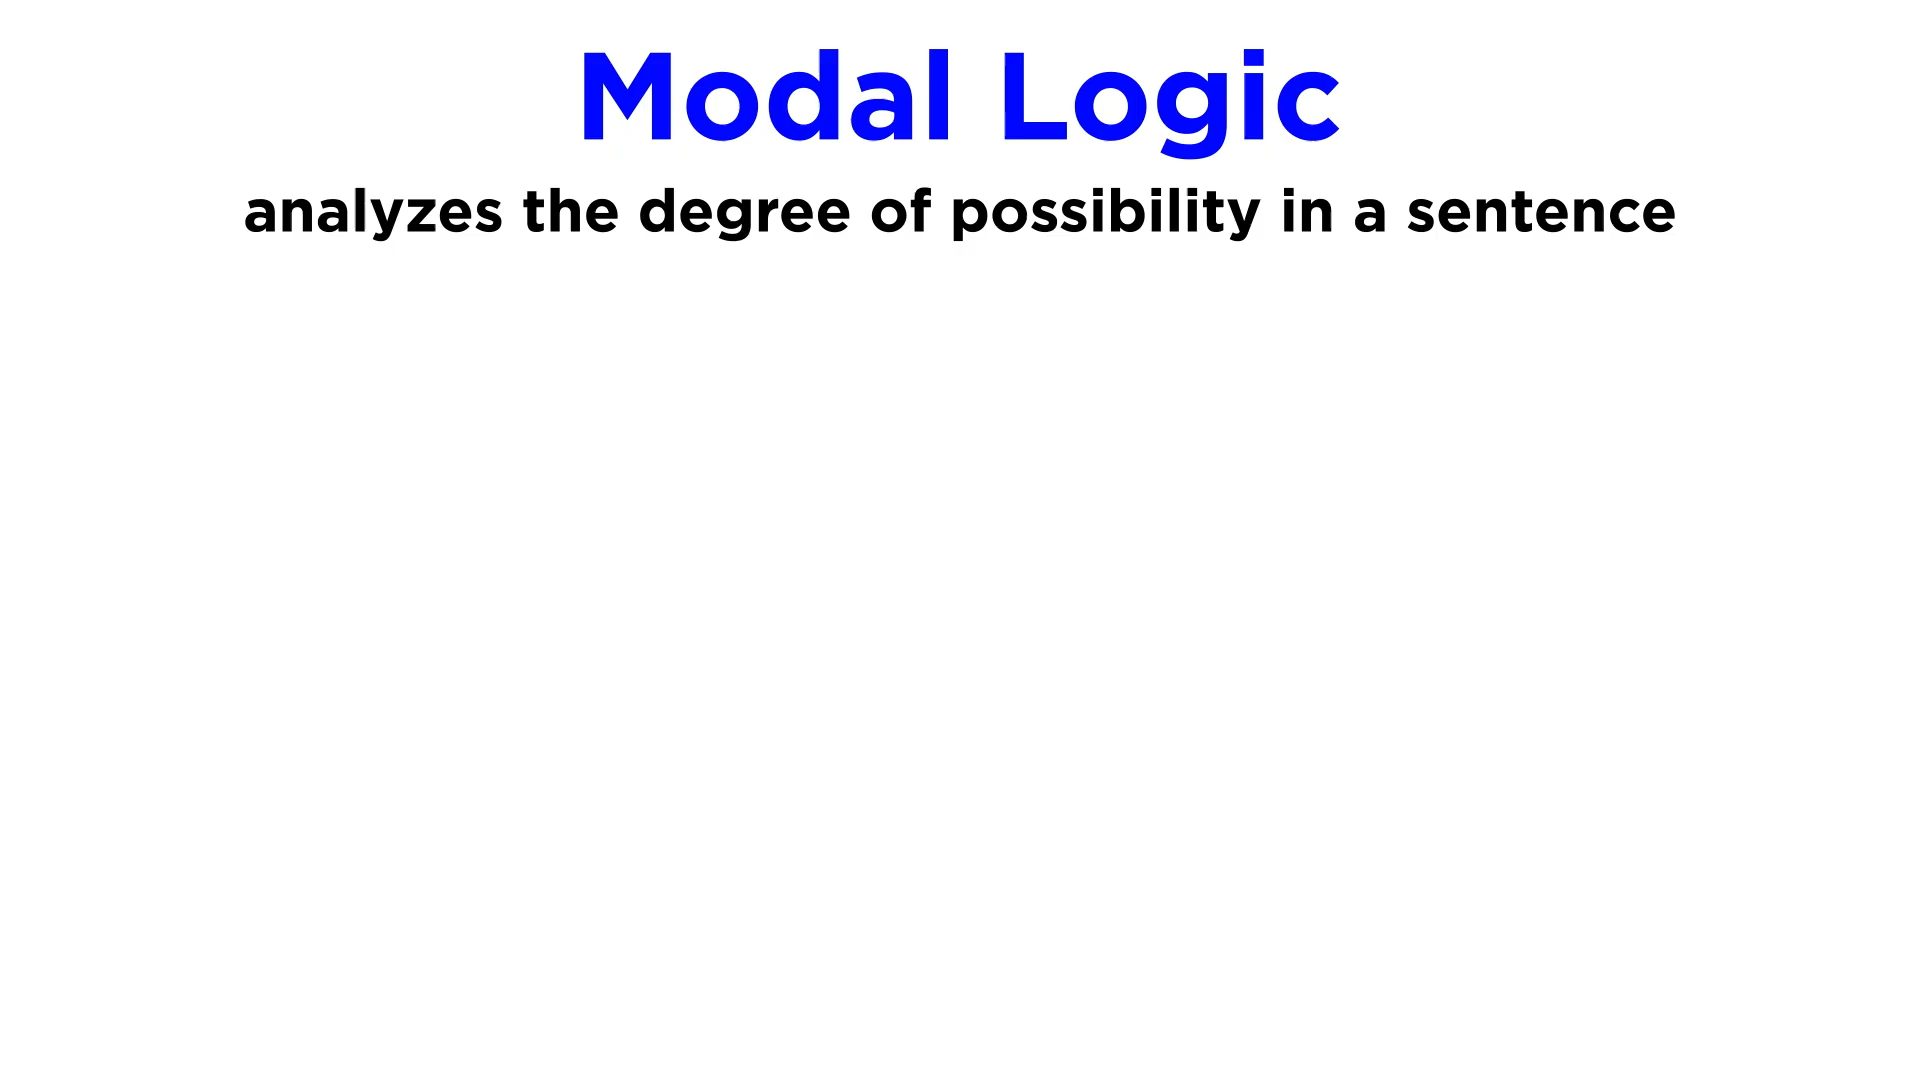 Modal Logic
analyzes the degree of possibility in a sentence